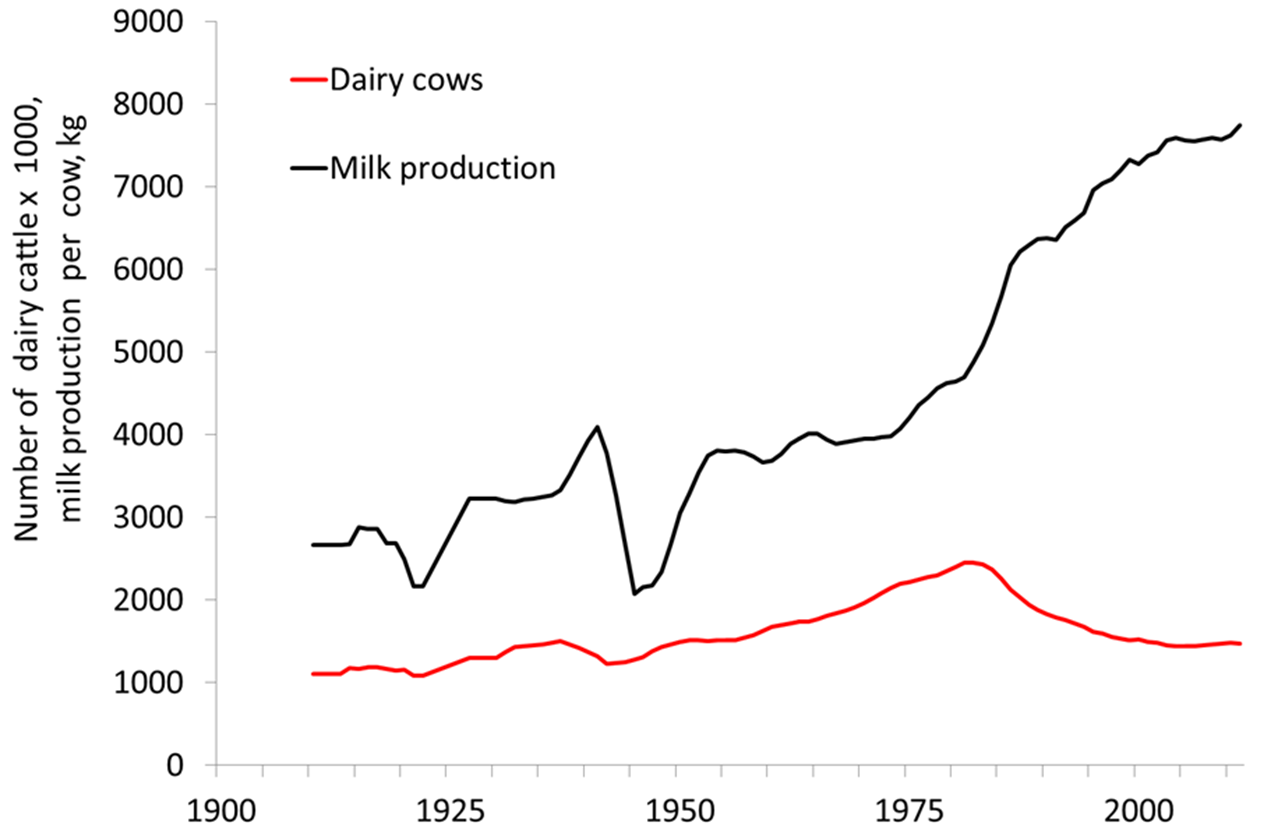 Number of dairy cattle x 1000,
milk production per cow, kg
9000
8000
7000
6000
5000
4000
3000
2000
1000
0
Dairy cows
Milk production
1900 1925 1950 1975 2000